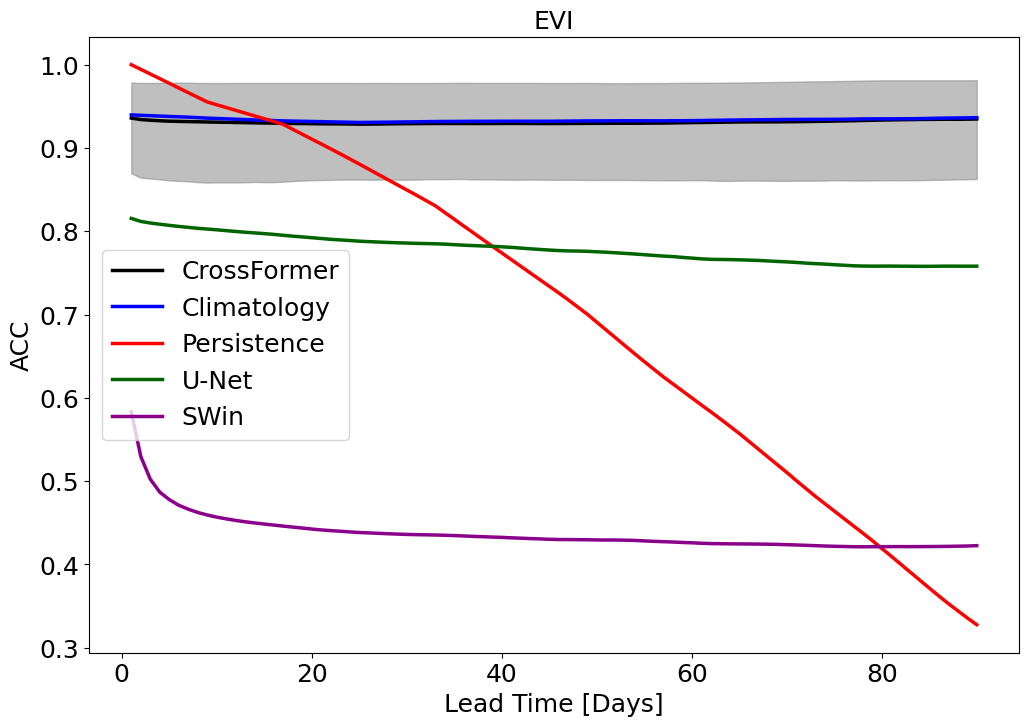 EVI
ACC
1.0
0.9
0.8
0.7
0.6
0.5
0.4
0.3
CrossFormer
Climatology
Persistence
U-Net
SWin
0 20 40 60 80
Lead Time [Days]